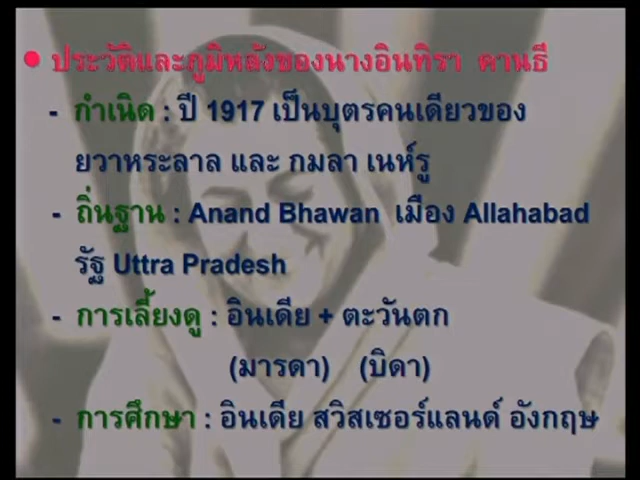 • ประวัติและภูมิหลังของนางอินทิรา คานธี
- กำเนิด : ปี 1917 เป็นบุตรคนเดียวของ
ยวาหระลาล และ กมลา เนห์รู
- ถิ่นฐาน : Anand Bhawan เมือง Allahabad
รัฐ Uttra Pradesh
- การเลี้ยงดู : อินเดีย + ตะวันตก
(มารดา) (บิดา)
- การศึกษา : อินเดีย สวิสเซอร์แลนด์ อังกฤษ